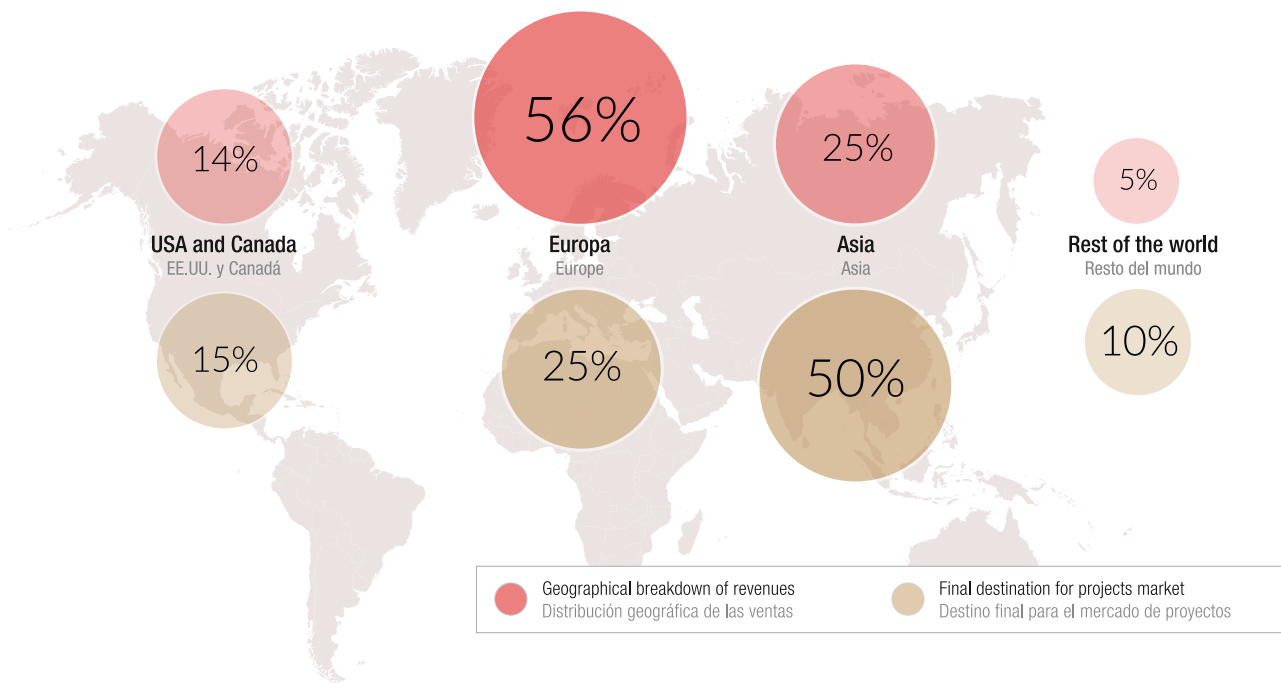 14%
56%
25%
5%
USA and Canada
EE.UU. y Canadá
Europa
Europe
Asia
Asia
Rest of the world
Resto del mundo
15%
25%
50%
10%
Geographical breakdown of revenues
Distribución geográfica de las ventas
Final destination for projects market
Destino final para el mercado de proyectos